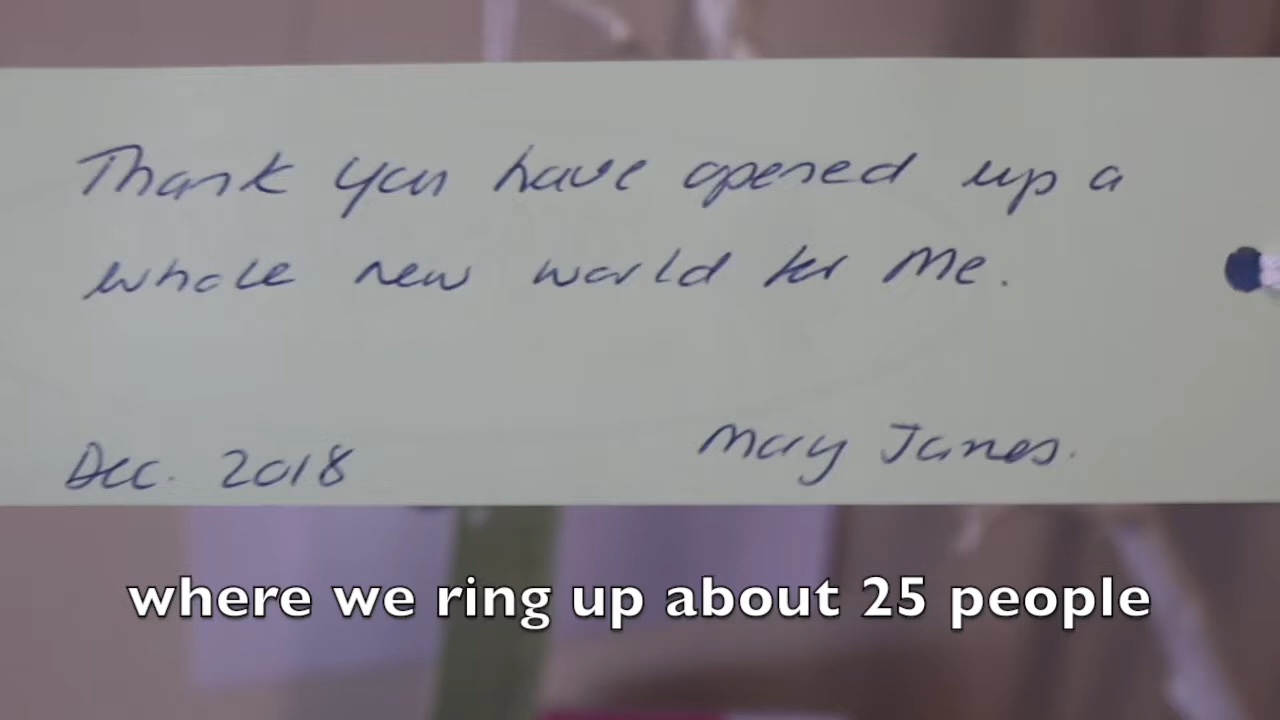 Thank you have opened up a
whole new world for Me.
Dec. 2018
Mary Janes.
where we ring up about 25 people